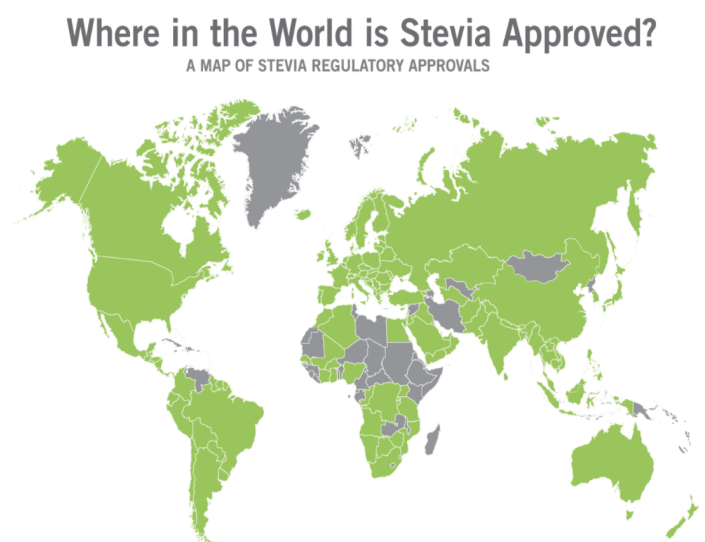 Where in the World is Stevia Approved?
A MAP OF STEVIA REGULATORY APPROVALS